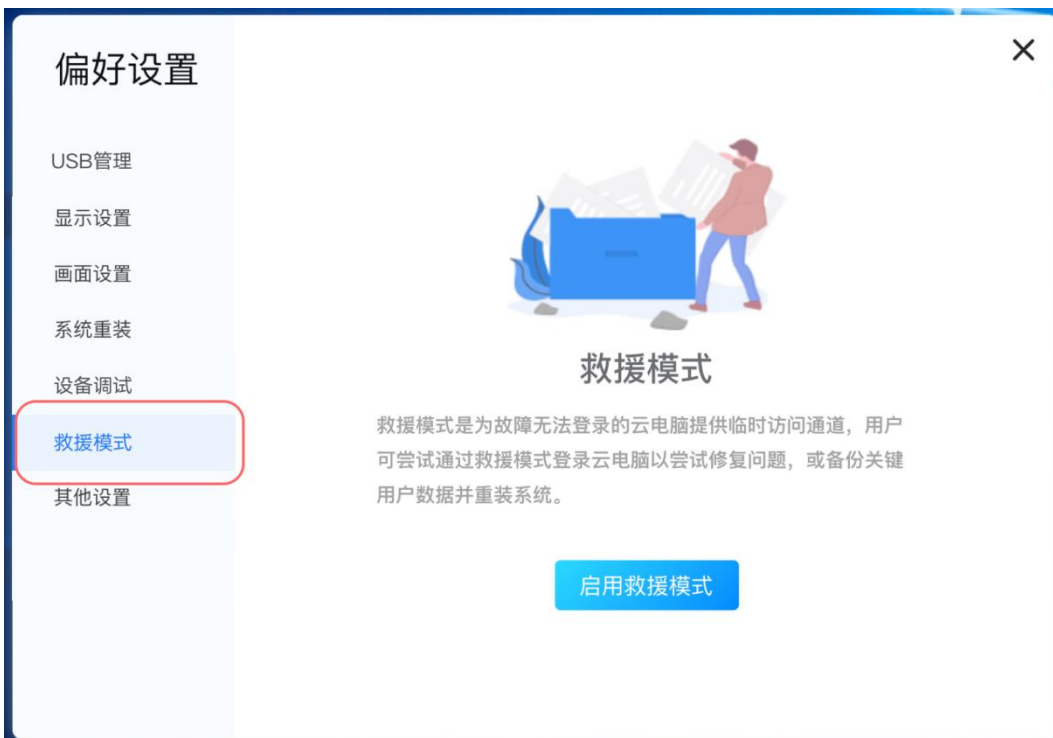 偏好设置
USB管理
显示设置
画面设置
系统重装
设备调试
救援模式
其他设置
救援模式
救援模式是为故障无法登录的云电脑提供临时访问通道，用户
可尝试通过救援模式登录云电脑以尝试修复问题，或备份关键
用户数据并重装系统。
启用救援模式